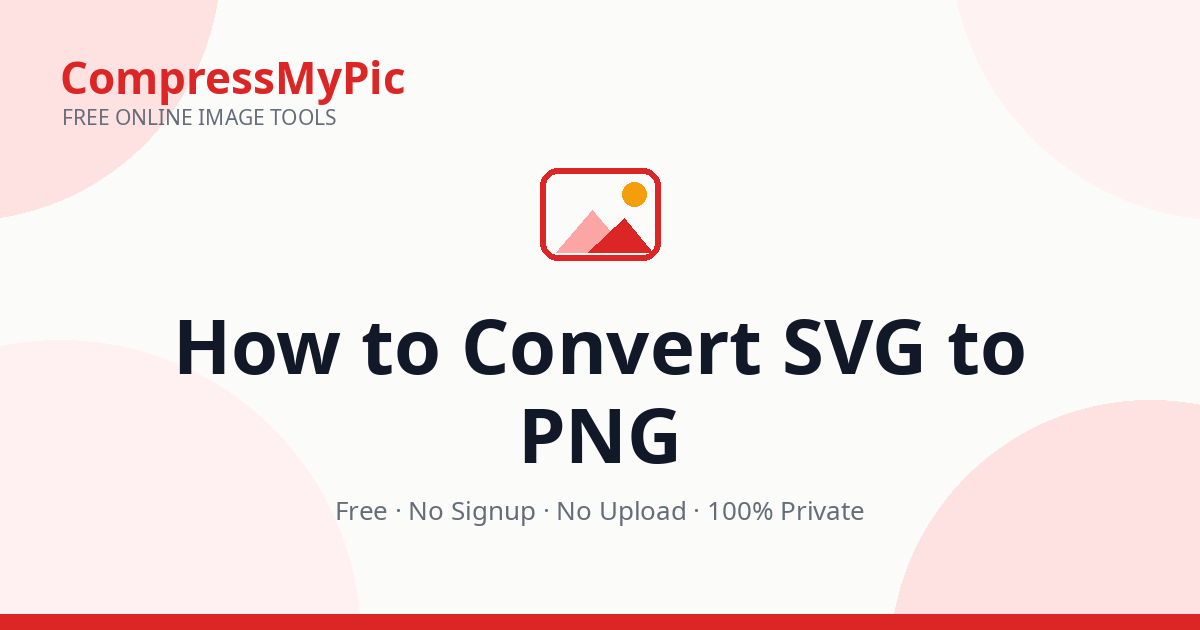 CompressMyPic
FREE ONLINE IMAGE TOOLS
How to Convert SVG to
PNG
Free · No Signup · No Upload · 100% Private